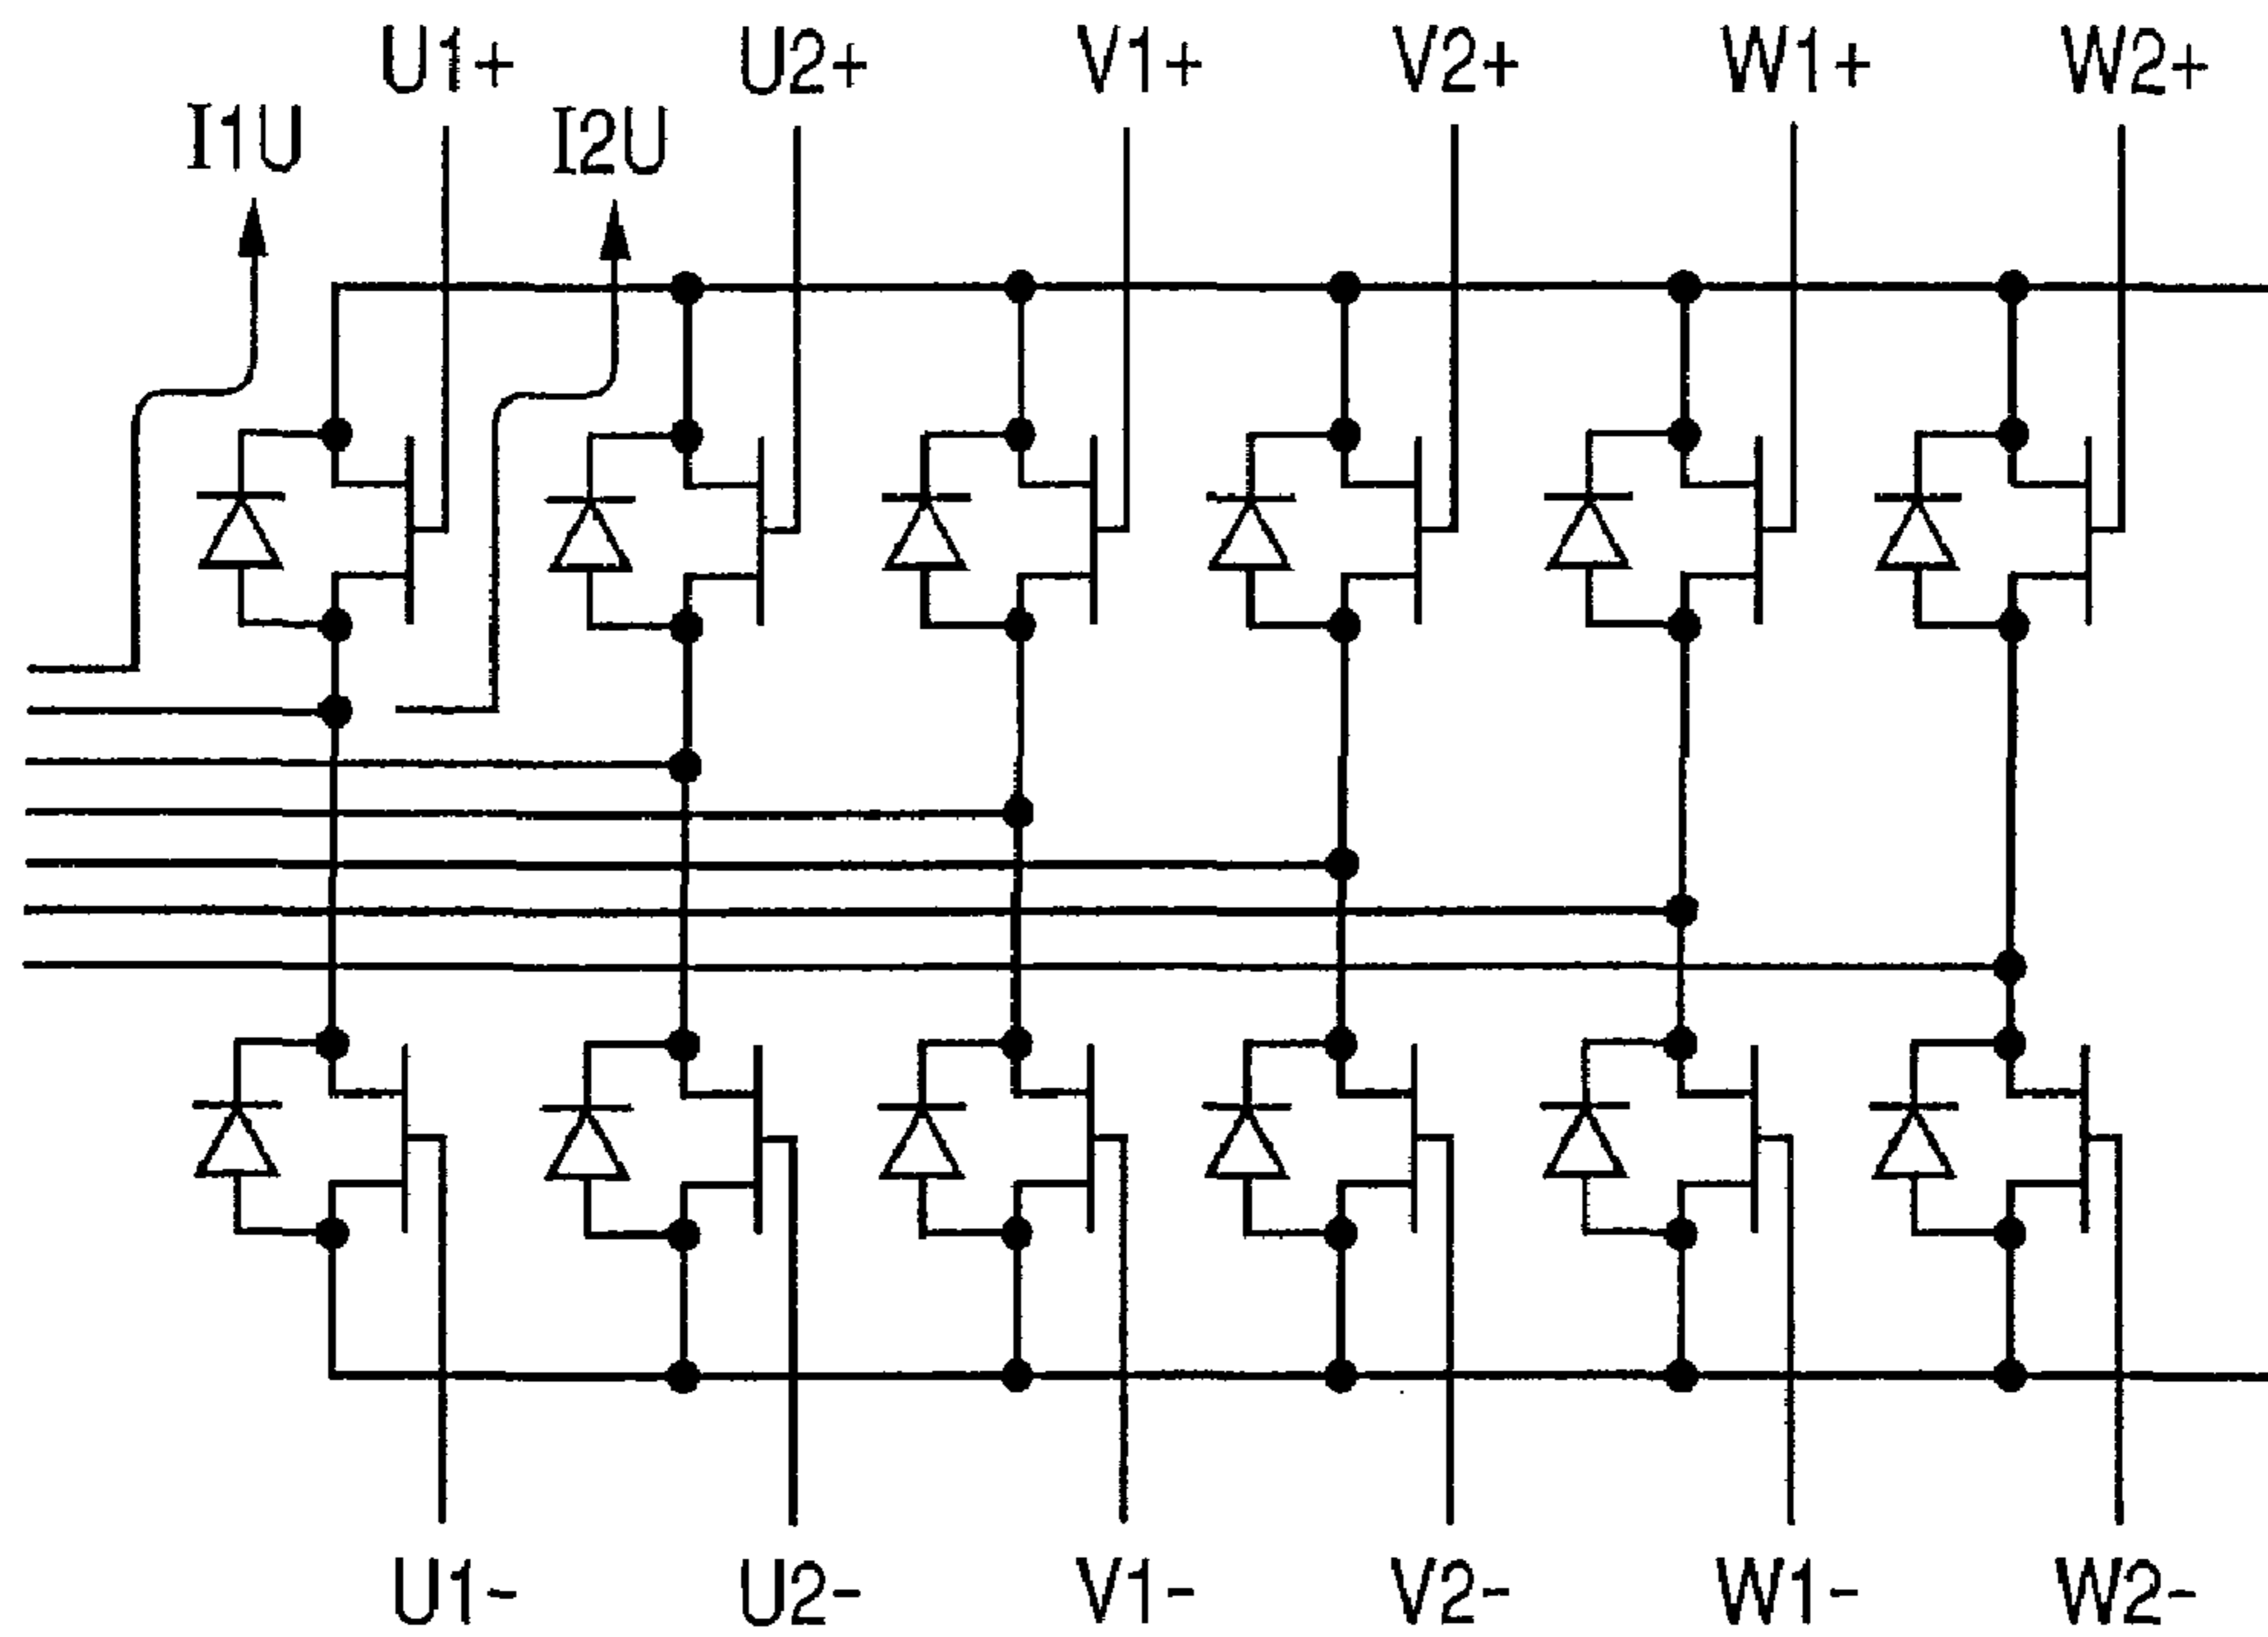 U1+ U2+ V1+ V2+ W1+ W2+
I1U I2U
U1- U2- V1- V2- W1- W2-